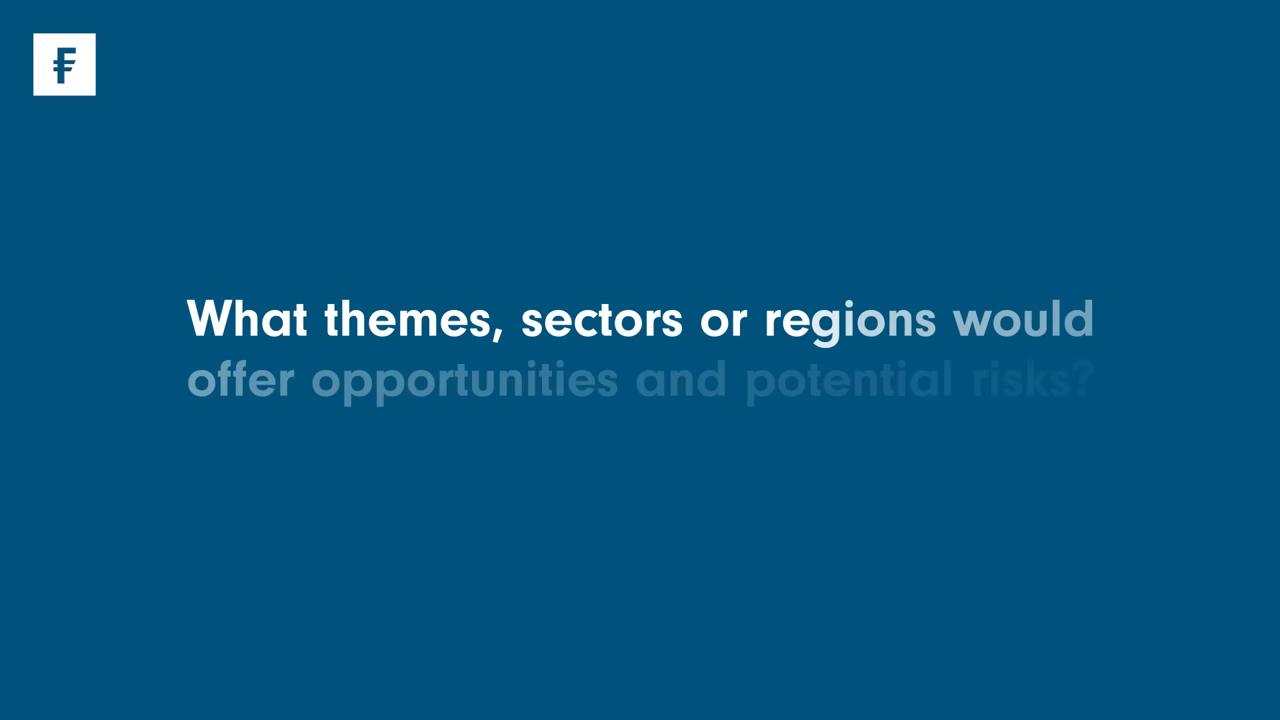 What themes, sectors or regions would
offer opportunities and potential risks?